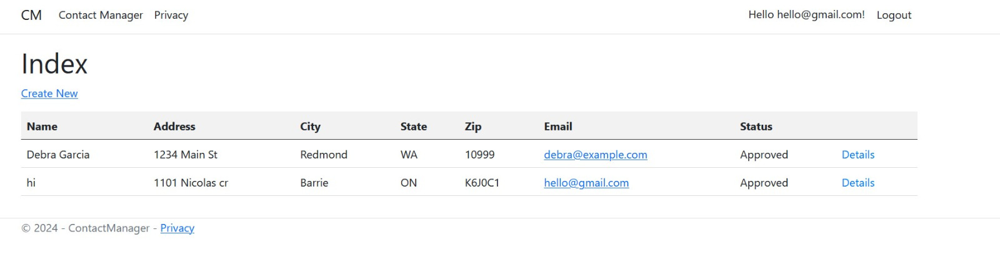 CM Contact Manager Privacy Hello hello@gmail.com! Logout
Index
Create New
Name Address City State Zip Email Status
Debra Garcia 1234 Main St Redmond WA 10999 debra@example.com Approved Details
hi 1101 Nicolas cr Barrie ON K6J0C1 hello@gmail.com Approved Details
© 2024 - ContactManager - Privacy